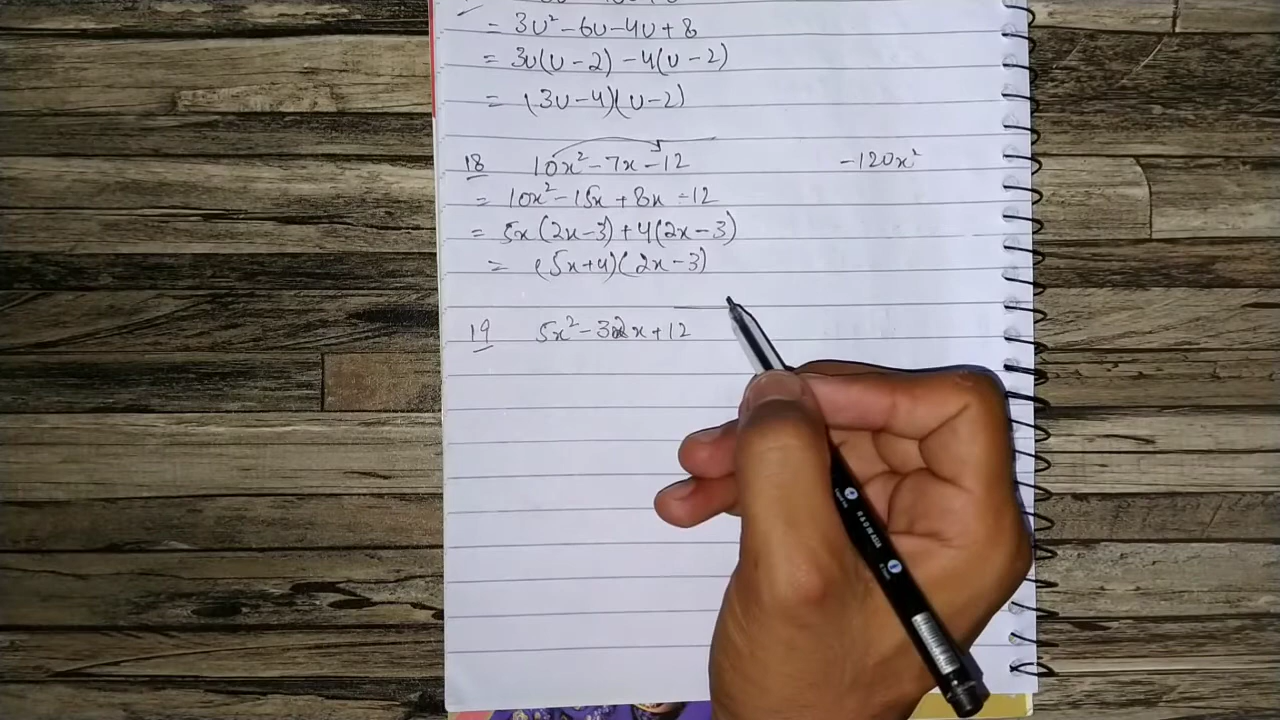 = 3u² - 6u - 4u + 8
= 3u(u - 2) - 4(u - 2)
= (3u - 4)(u - 2)
18 10x² - 7x - 12 -120x²
= 10x² - 15x + 8x - 12
= 5x(2x - 3) + 4(2x - 3)
= (5x + 4)(2x - 3)
19 5x² - 32x + 12